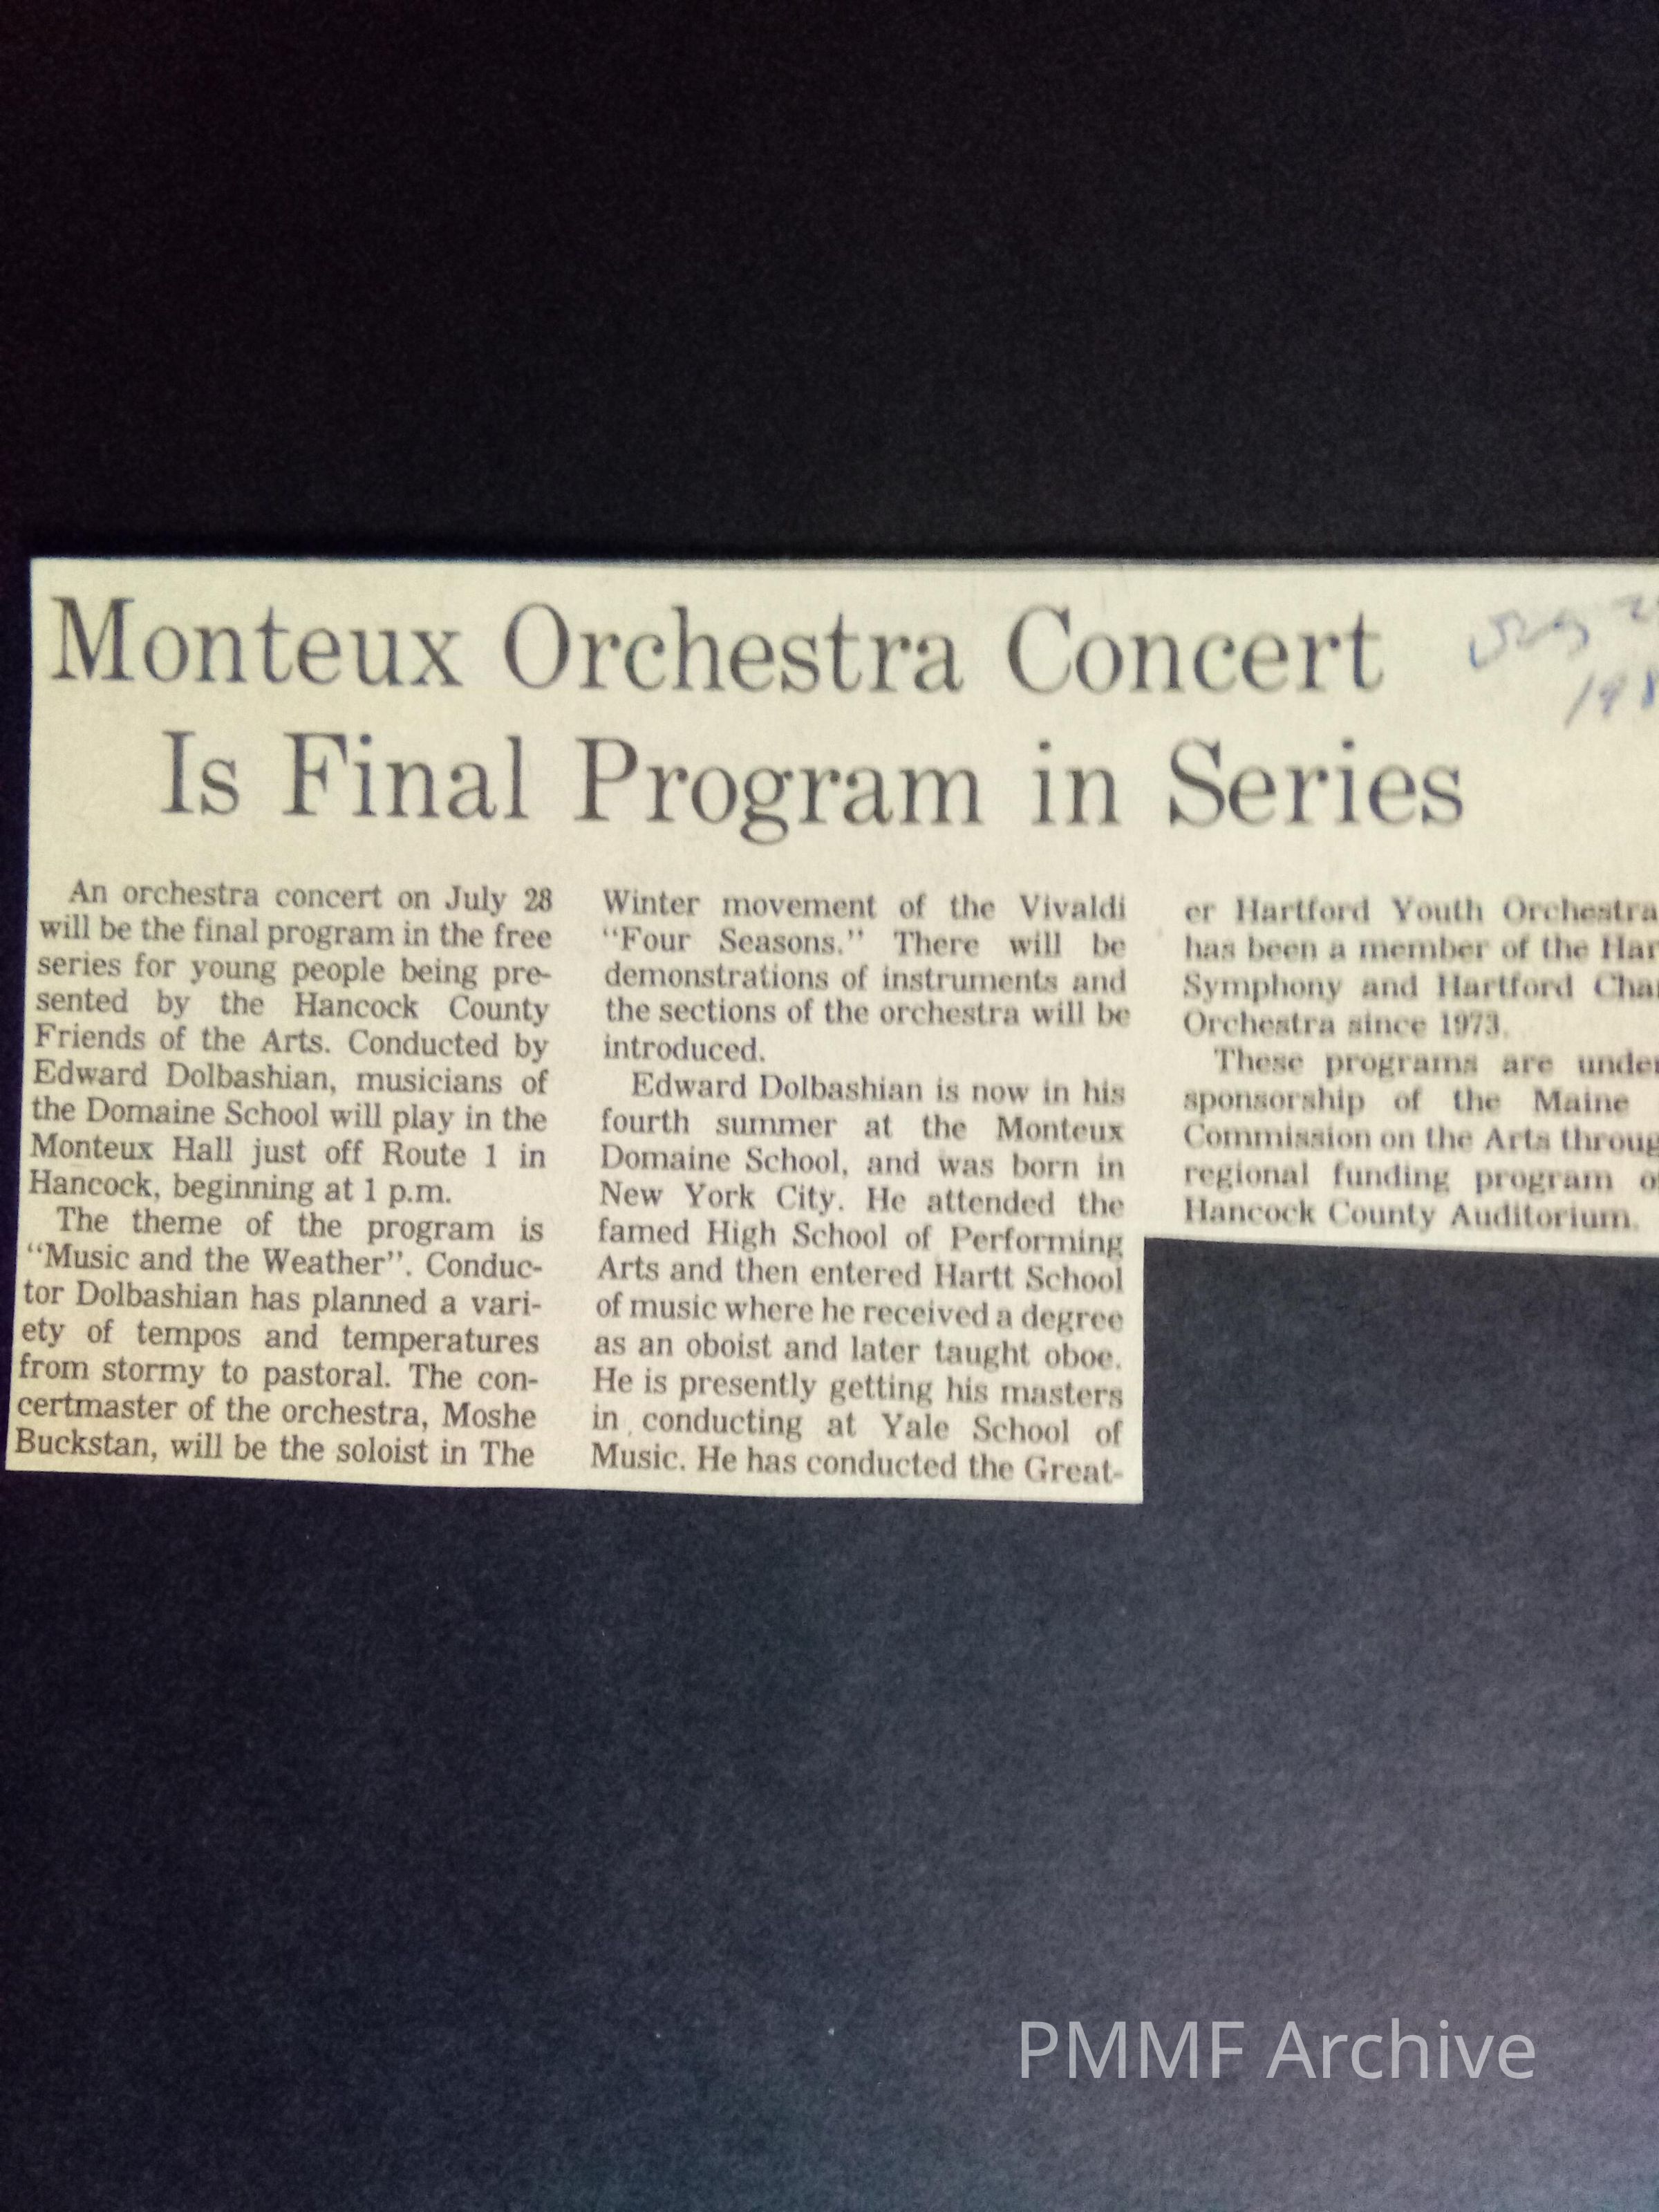 Monteux Orchestra Concert
Is Final Program in Series
An orchestra concert on July 28
will be the final program in the free
series for young people being pre-
sented by the Hancock County
Friends of the Arts. Conducted by
Edward Dolbashian, musicians of
the Domaine School will play in the
Monteux Hall just off Route 1 in
Hancock, beginning at 1 p.m.
The theme of the program is
“Music and the Weather”. Conduc-
tor Dolbashian has planned a vari-
ety of tempos and temperatures
from stormy to pastoral. The con-
certmaster of the orchestra, Moshe
Buckstan, will be the soloist in The
Winter movement of the Vivaldi
“Four Seasons.” There will be
demonstrations of instruments and
the sections of the orchestra will be
introduced.
Edward Dolbashian is now in his
fourth summer at the Monteux
Domaine School, and was born in
New York City. He attended the
famed High School of Performing
Arts and then entered Hartt School
of music where he received a degree
as an oboist and later taught oboe.
He is presently getting his masters
in conducting at Yale School of
Music. He has conducted the Great-
er Hartford Youth Orchestra
has been a member of the Har
Symphony and Hartford Cha
Orchestra since 1973.
These programs are under
sponsorship of the Maine
Commission on the Arts throug
regional funding program o
Hancock County Auditorium.
PMMF Archive